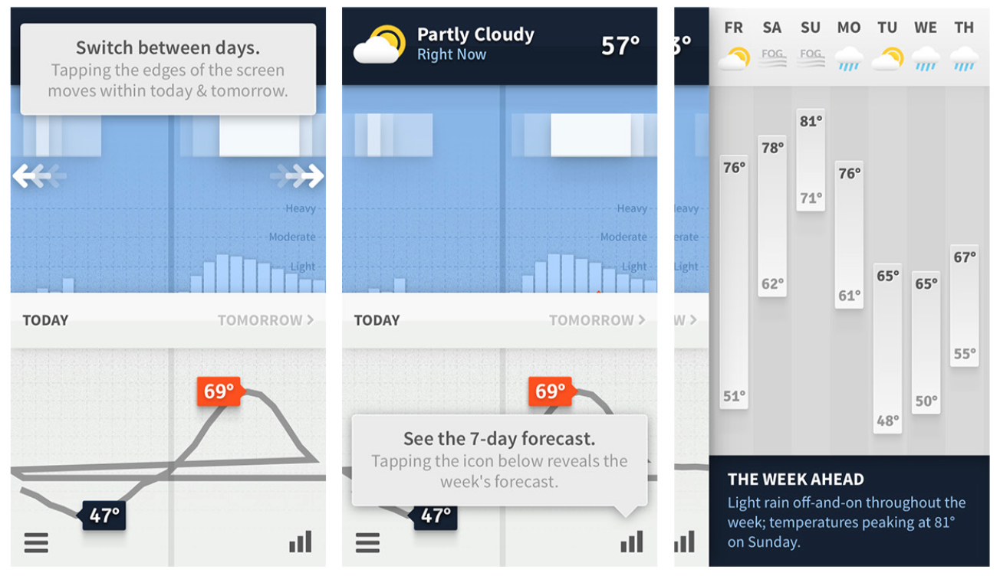 Switch between days.
Tapping the edges of the screen
moves within today & tomorrow.
Heavy
Moderate
Light
TODAY TOMORROW >
69°
47°
Partly Cloudy
Right Now
57°
Heavy
Moderate
Light
TODAY TOMORROW >
69°
See the 7-day forecast.
Tapping the icon below reveals the
week's forecast.
47°
3°
eavy
erate
Light
W >
FR SA SU MO TU WE TH
FOG FOG
81°
78°
76°
76°
71°
67°
65°
65°
62°
61°
55°
51°
50°
48°
THE WEEK AHEAD
Light rain off-and-on throughout the
week; temperatures peaking at 81°
on Sunday.